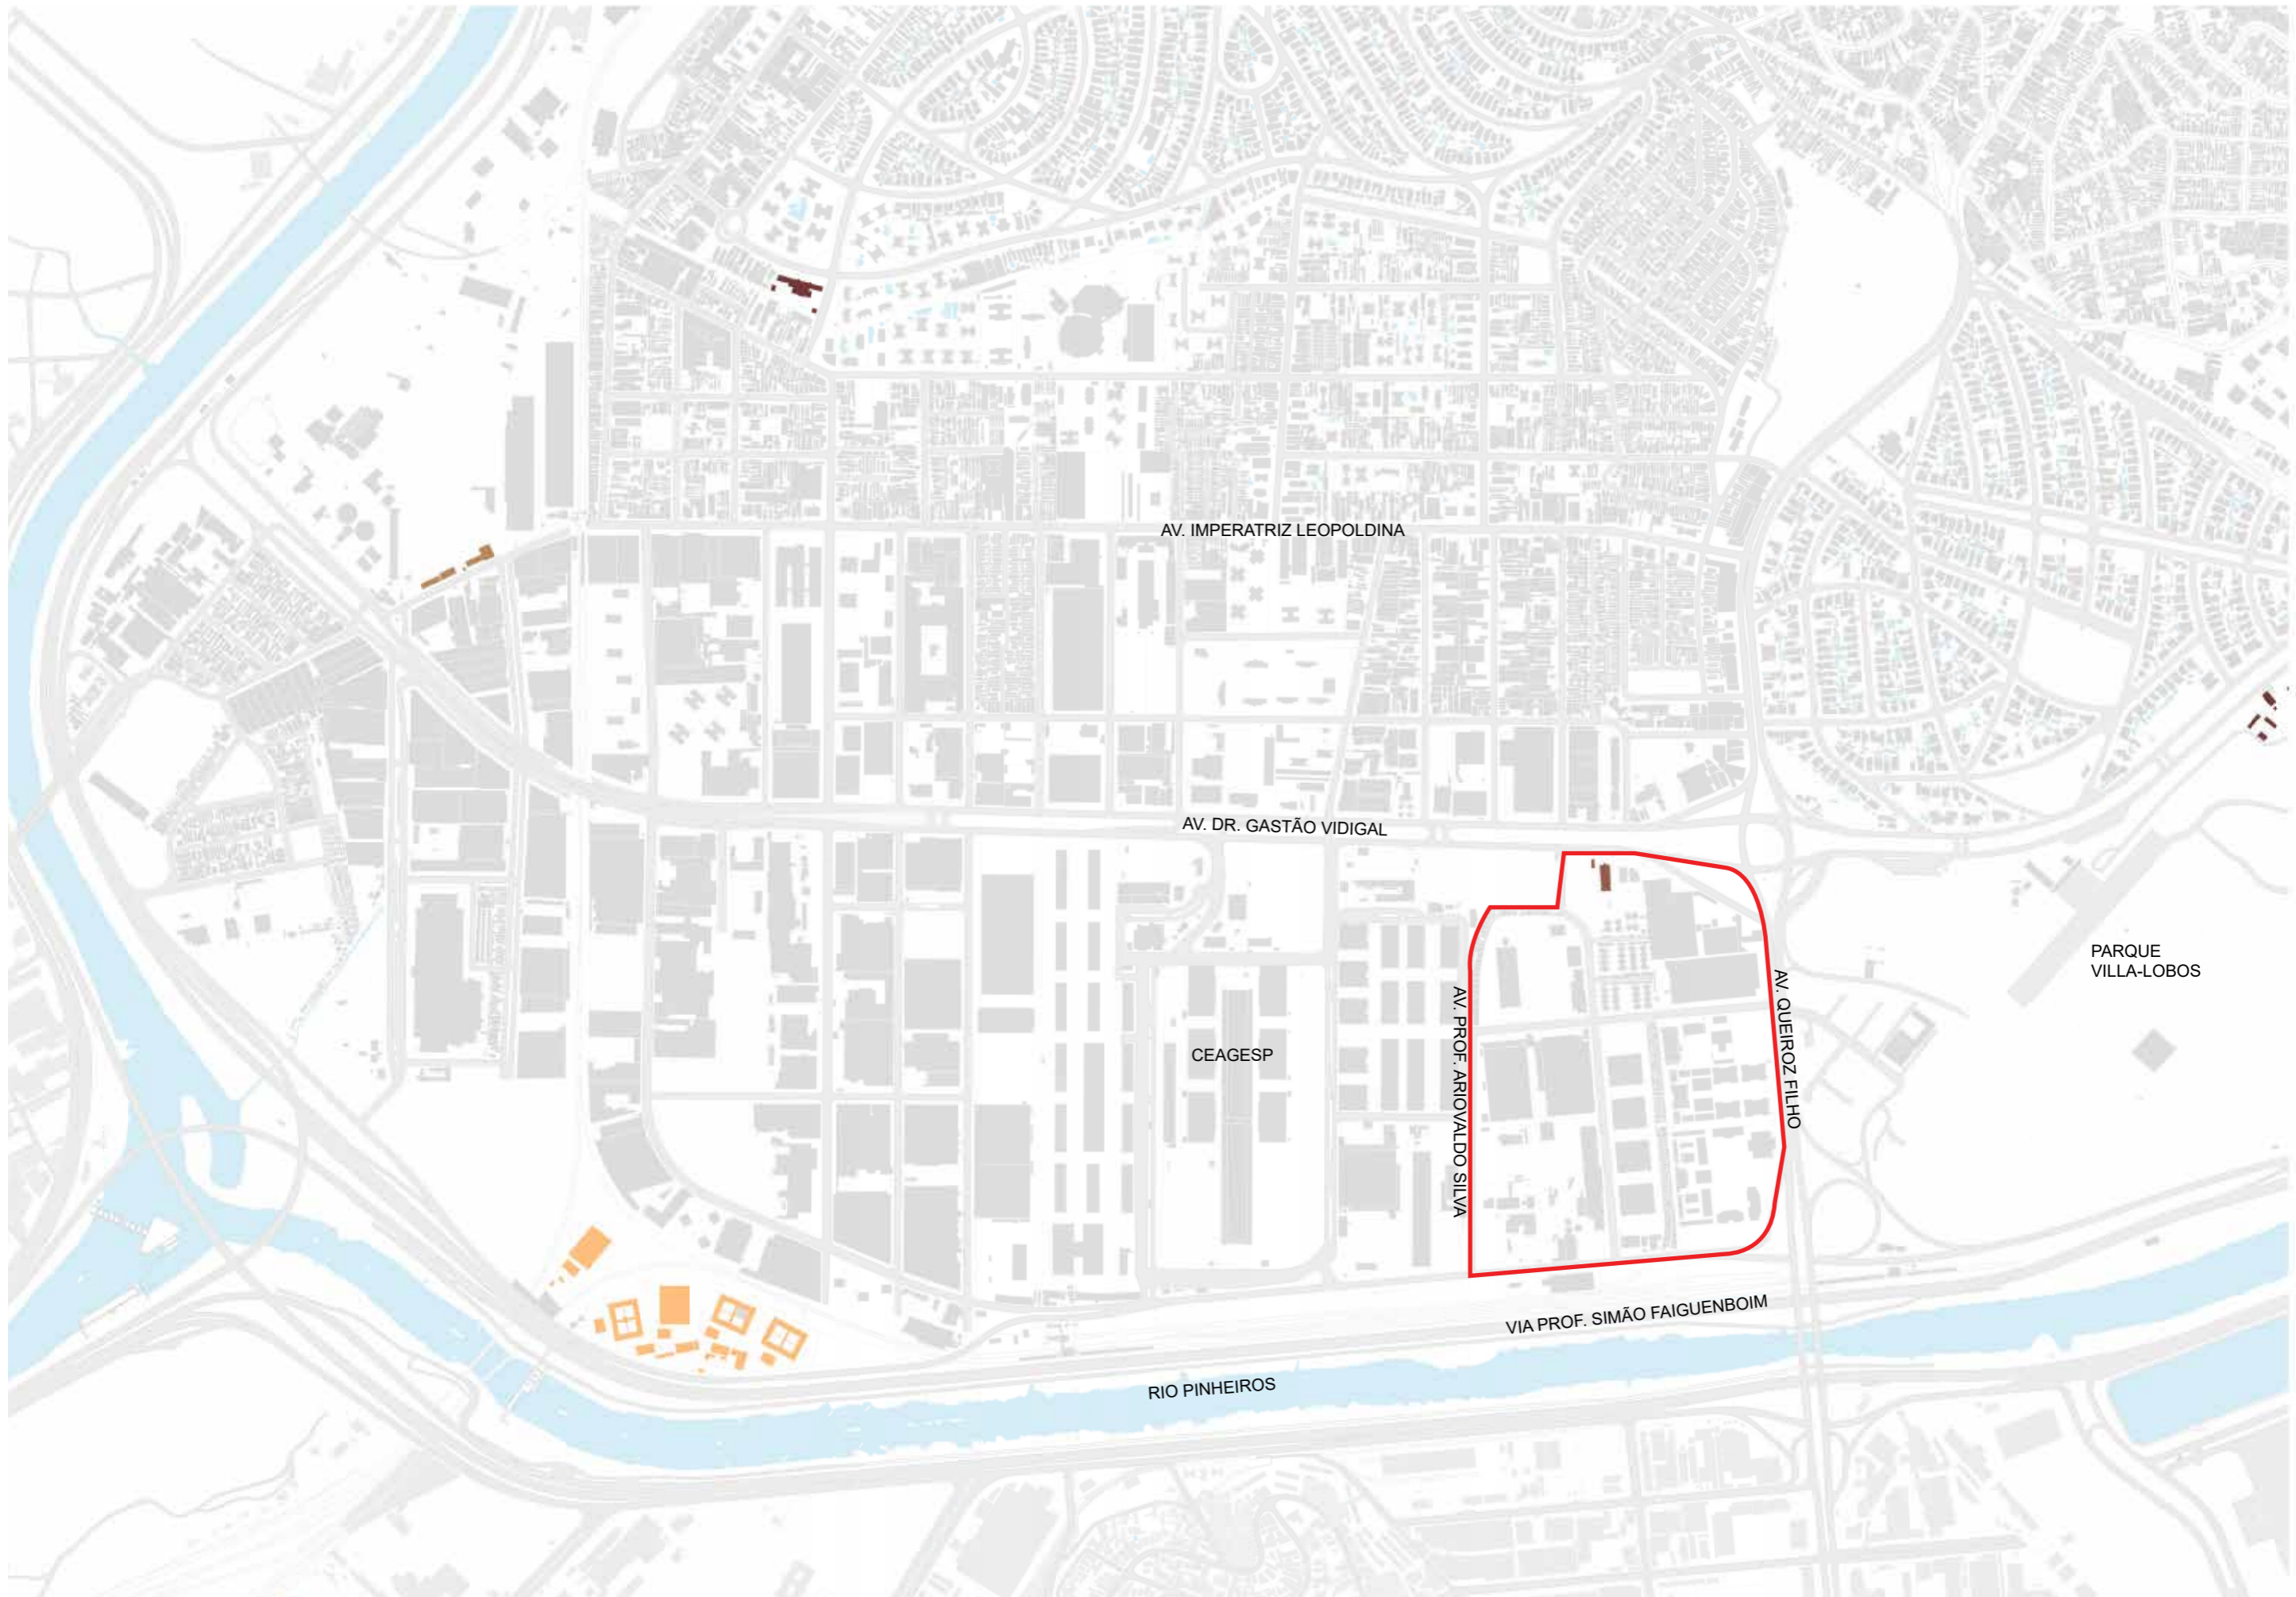 AV. IMPERATRIZ LEOPOLDINA
AV. DR. GASTÃO VIDIGAL
PARQUE
VILLA-LOBOS
AV. PROF. ARIOVALDO SILVA
AV. QUEIROZ FILHO
CEAGESP
VIA PROF. SIMÃO FAIGUENBOIM
RIO PINHEIROS